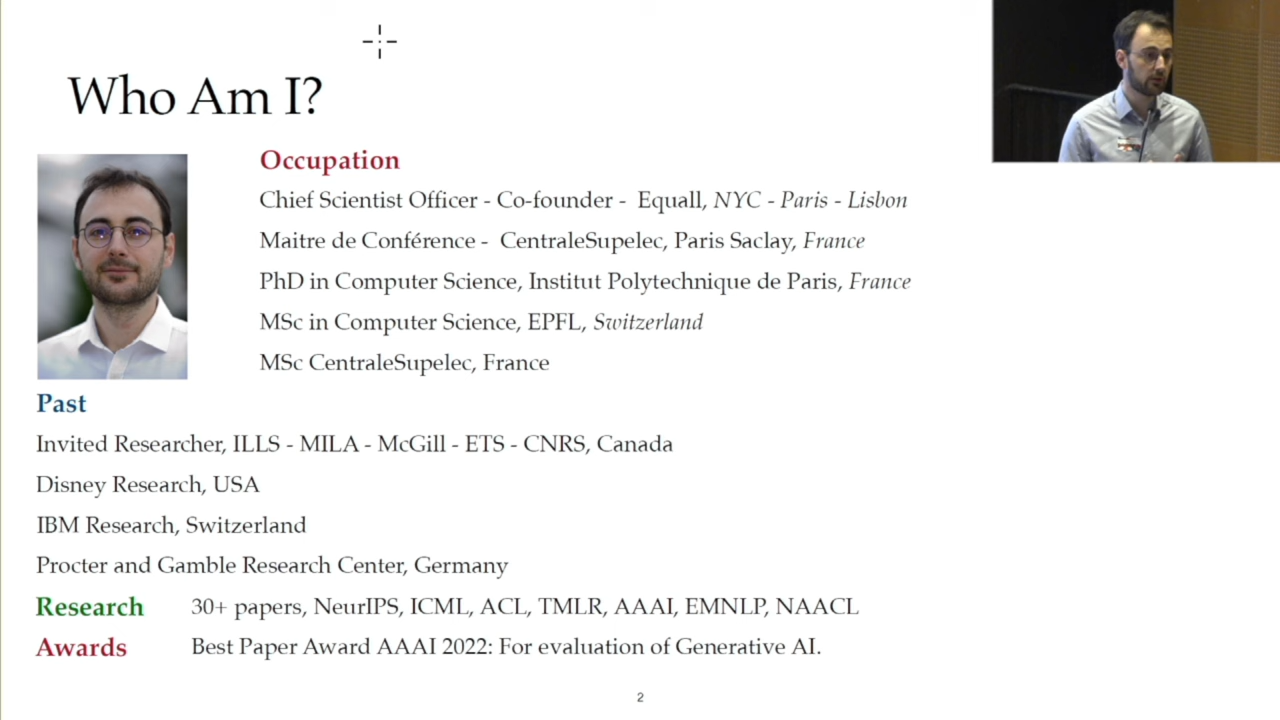 Who Am I?
Occupation
Chief Scientist Officer - Co-founder - Equall, NYC - Paris - Lisbon
Maitre de Conférence - CentraleSupelec, Paris Saclay, France
PhD in Computer Science, Institut Polytechnique de Paris, France
MSc in Computer Science, EPFL, Switzerland
MSc CentraleSupelec, France
Past
Invited Researcher, ILLS - MILA - McGill - ETS - CNRS, Canada
Disney Research, USA
IBM Research, Switzerland
Procter and Gamble Research Center, Germany
Research 30+ papers, NeurIPS, ICML, ACL, TMLR, AAAI, EMNLP, NAACL
Awards Best Paper Award AAAI 2022: For evaluation of Generative AI.
2